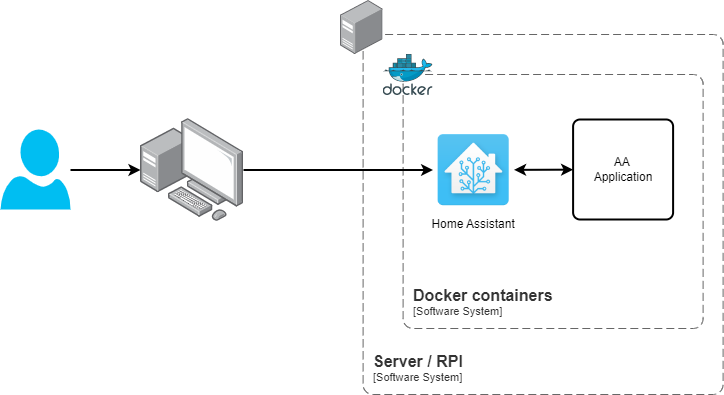 docker
AA
Application
Home Assistant
Docker containers
[Software System]
Server / RPI
[Software System]